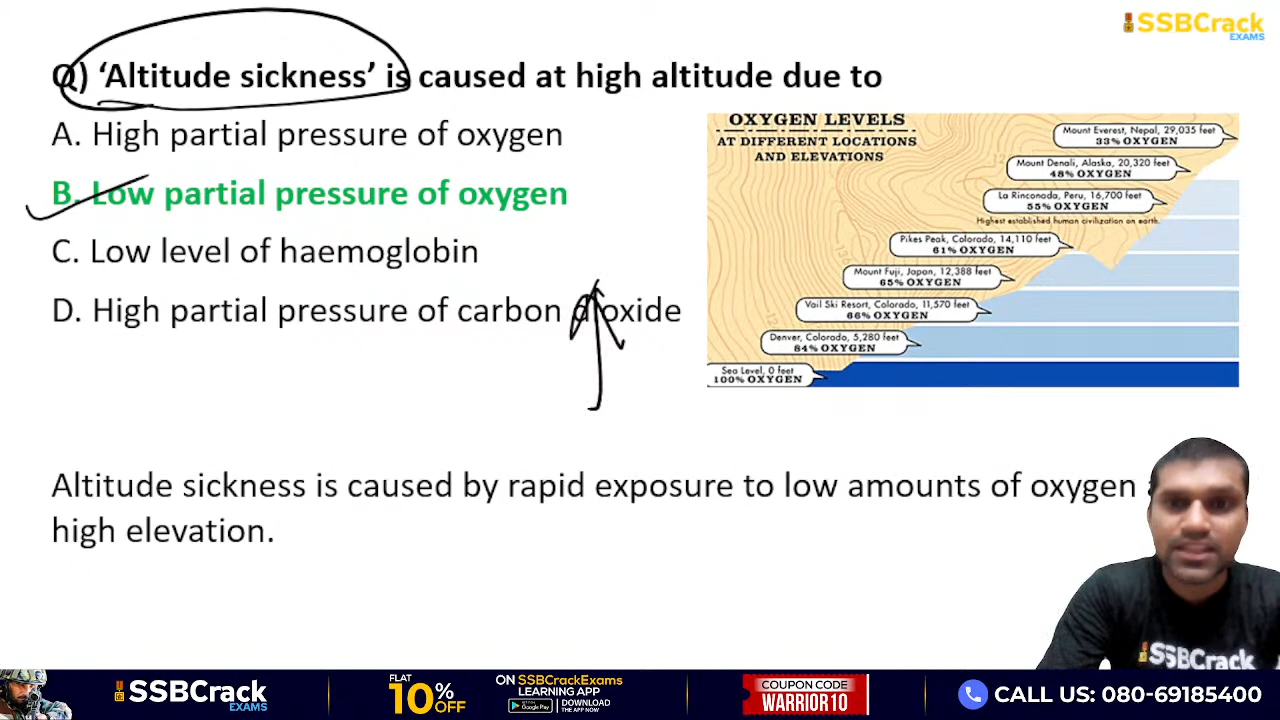 SSBCrack
EXAMS
Q) ‘Altitude sickness’ is caused at high altitude due to
A. High partial pressure of oxygen
B. Low partial pressure of oxygen
C. Low level of haemoglobin
D. High partial pressure of carbon dioxide
OXYGEN LEVELS
AT DIFFERENT LOCATIONS
AND ELEVATIONS
Mount Everest, Nepal, 29,035 feet
33% OXYGEN
Mount Denali, Alaska, 20,320 feet
48% OXYGEN
La Rinconada, Peru, 16,700 feet
55% OXYGEN
Highest established human civilization on earth.
Pikes Peak, Colorado, 14,110 feet
61% OXYGEN
Mount Fuji, Japan, 12,388 feet
65% OXYGEN
Vail Ski Resort, Colorado, 11,570 feet
66% OXYGEN
Denver, Colorado, 5,280 feet
84% OXYGEN
Sea Level, 0 feet
100% OXYGEN
Altitude sickness is caused by rapid exposure to low amounts of oxygen
high elevation.
SSBCrack
SSBCrack
EXAMS
FLAT
10% OFF
ON SSBCrackExams
LEARNING APP
Google Play
DOWNLOAD
THE APP NOW
COUPON CODE
WARRIOR10
CALL US: 080-69185400